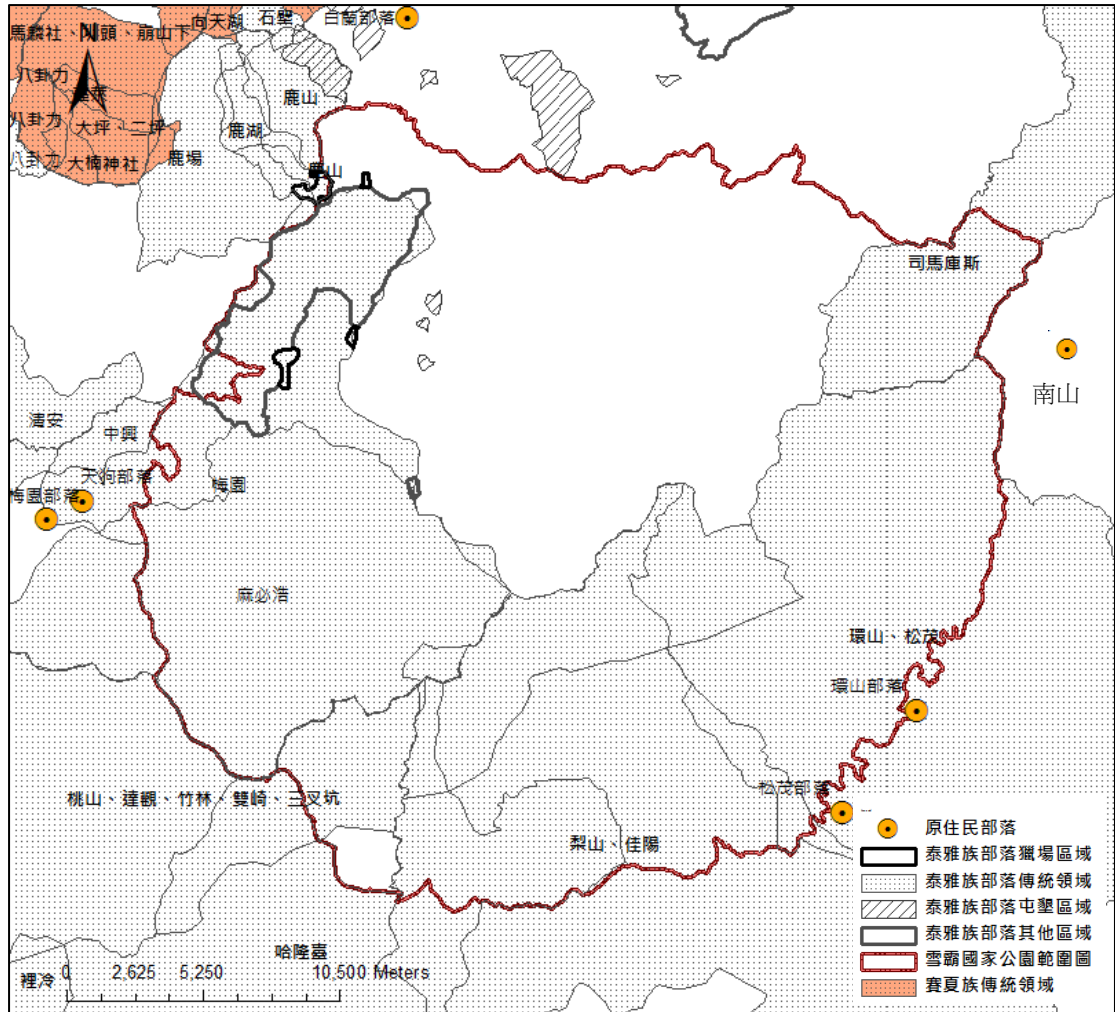 向天湖
石壁
白蘭部落
馬麟社、
頭、崩山下
N
八卦力
鹿山
八卦力
大坪、二坪
鹿湖
八卦力
大楠神社
鹿場
鹿山
司馬庫斯
南山
清安
中興
天狗部落
梅園
梅園部落
麻必浩
環山、松茂
環山部落
松茂部落
桃山、達觀、竹林、雙崎、三叉坑
梨山、佳陽
哈隆臺
裡冷
0 2,625 5,250 10,500 Meters
原住民部落
泰雅族部落獵場區域
泰雅族部落傳統領域
泰雅族部落屯墾區域
泰雅族部落其他區域
雪霸國家公園範圍圖
賽夏族傳統領域